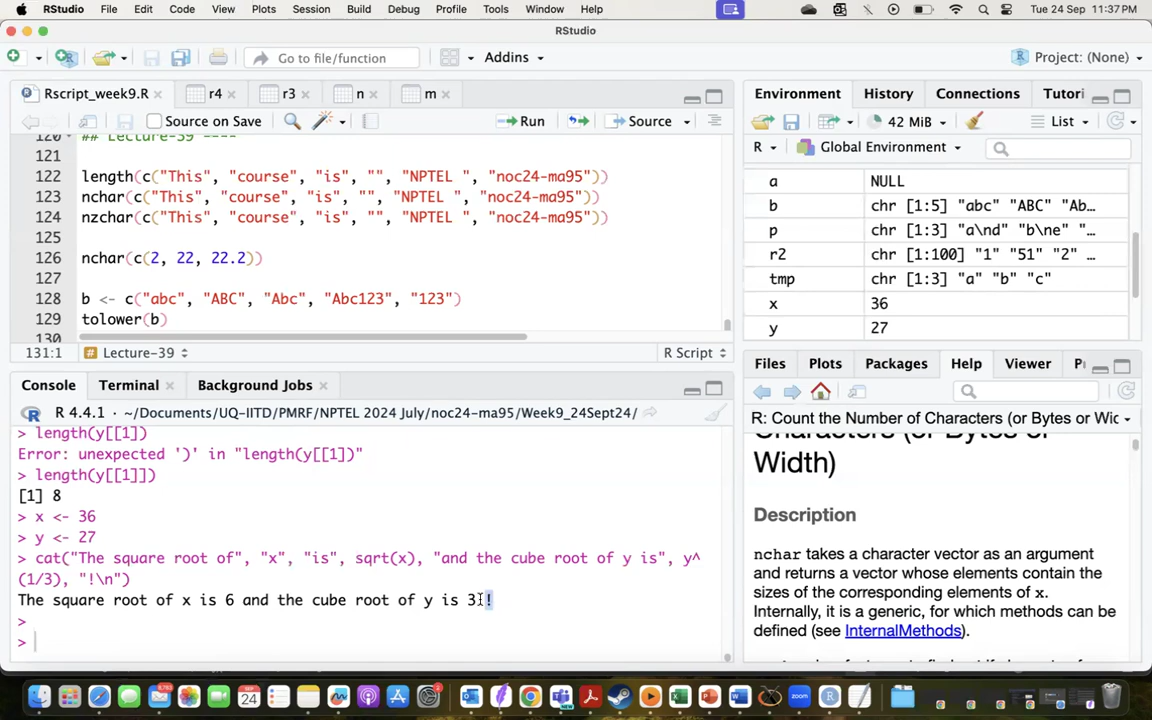 RStudio File Edit Code View Plots Session Build Debug Profile Tools Window Help Tue 24 Sep 11:37 PM
RStudio
Go to file/function Addins Project: (None)
Rscript_week9.R r4 r3 n m
Source on Save Run Source
120 ## Lecture-39 ----
121
122 length(c("This", "course", "is", "", "NPTEL ", "noc24-ma95"))
123 nchar(c("This", "course", "is", "", "NPTEL ", "noc24-ma95"))
124 nzchar(c("This", "course", "is", "", "NPTEL ", "noc24-ma95"))
125
126 nchar(c(2, 22, 22.2))
127
128 b <- c("abc", "ABC", "Abc", "Abc123", "123")
129 tolower(b)
130
131:1 # Lecture-39 R Script
Console Terminal Background Jobs
R 4.4.1 · ~/Documents/UQ-IITD/PMRF/NPTEL 2024 July/noc24-ma95/Week9_24Sept24/
> length(y[[1])
Error: unexpected ')' in "length(y[[1])"
> length(y[[1]])
[1] 8
> x <- 36
> y <- 27
> cat("The square root of", "x", "is", sqrt(x), "and the cube root of y is", y^
(1/3), "!\n")
The square root of x is 6 and the cube root of y is 3 !
>
>
Environment History Connections Tutori
42 MiB List
R Global Environment
a NULL
b chr [1:5] "abc" "ABC" "Ab…
p chr [1:3] "a\nd" "b\ne" "…
r2 chr [1:100] "1" "51" "2" …
tmp chr [1:3] "a" "b" "c"
x 36
y 27
Files Plots Packages Help Viewer
R: Count the Number of Characters (or Bytes or Wic
Characters (or Bytes or
Width)
Description
nchar takes a character vector as an argument
and returns a vector whose elements contain the
sizes of the corresponding elements of x.
Internally, it is a generic, for which methods can be
defined (see InternalMethods).